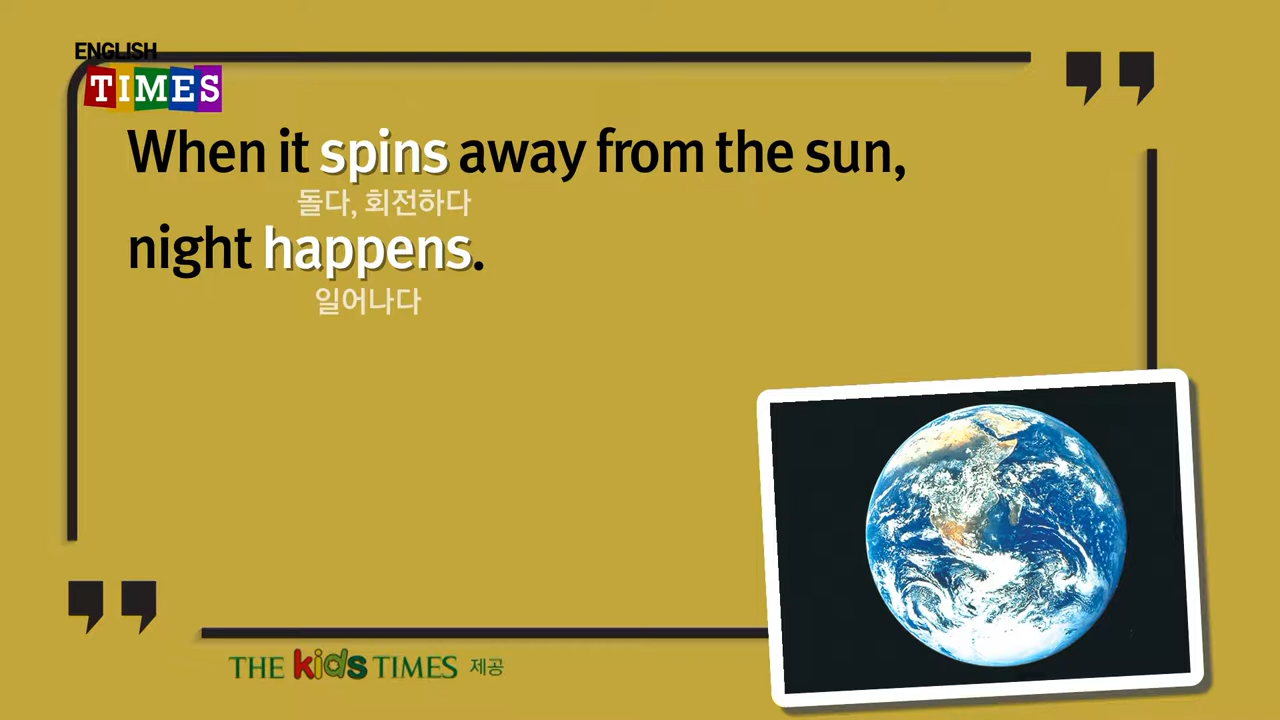 ENGLISH
TIMES
When it spins away from the sun,
돌다, 회전하다
night happens.
일어나다
THE kids TIMES 제공